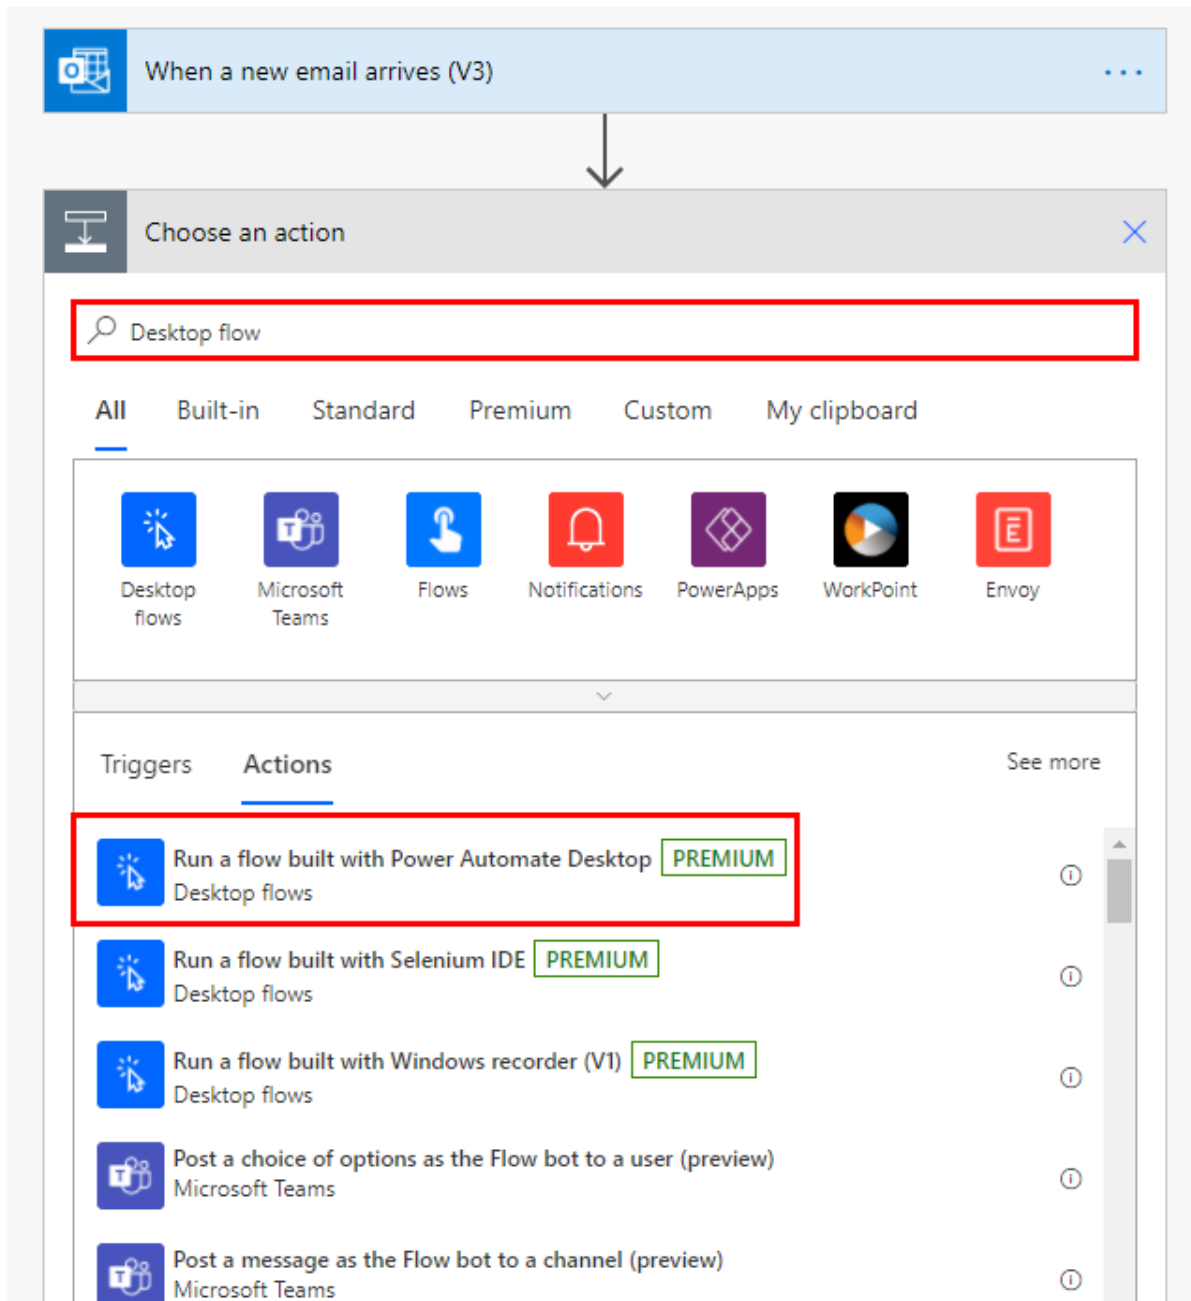 When a new email arrives (V3)
Choose an action
Desktop flow
All Built-in Standard Premium Custom My clipboard
Desktop flows
Microsoft Teams
Flows
Notifications
PowerApps
WorkPoint
Envoy
Triggers Actions See more
Run a flow built with Power Automate Desktop PREMIUM
Desktop flows
Run a flow built with Selenium IDE PREMIUM
Desktop flows
Run a flow built with Windows recorder (V1) PREMIUM
Desktop flows
Post a choice of options as the Flow bot to a user (preview)
Microsoft Teams
Post a message as the Flow bot to a channel (preview)
Microsoft Teams